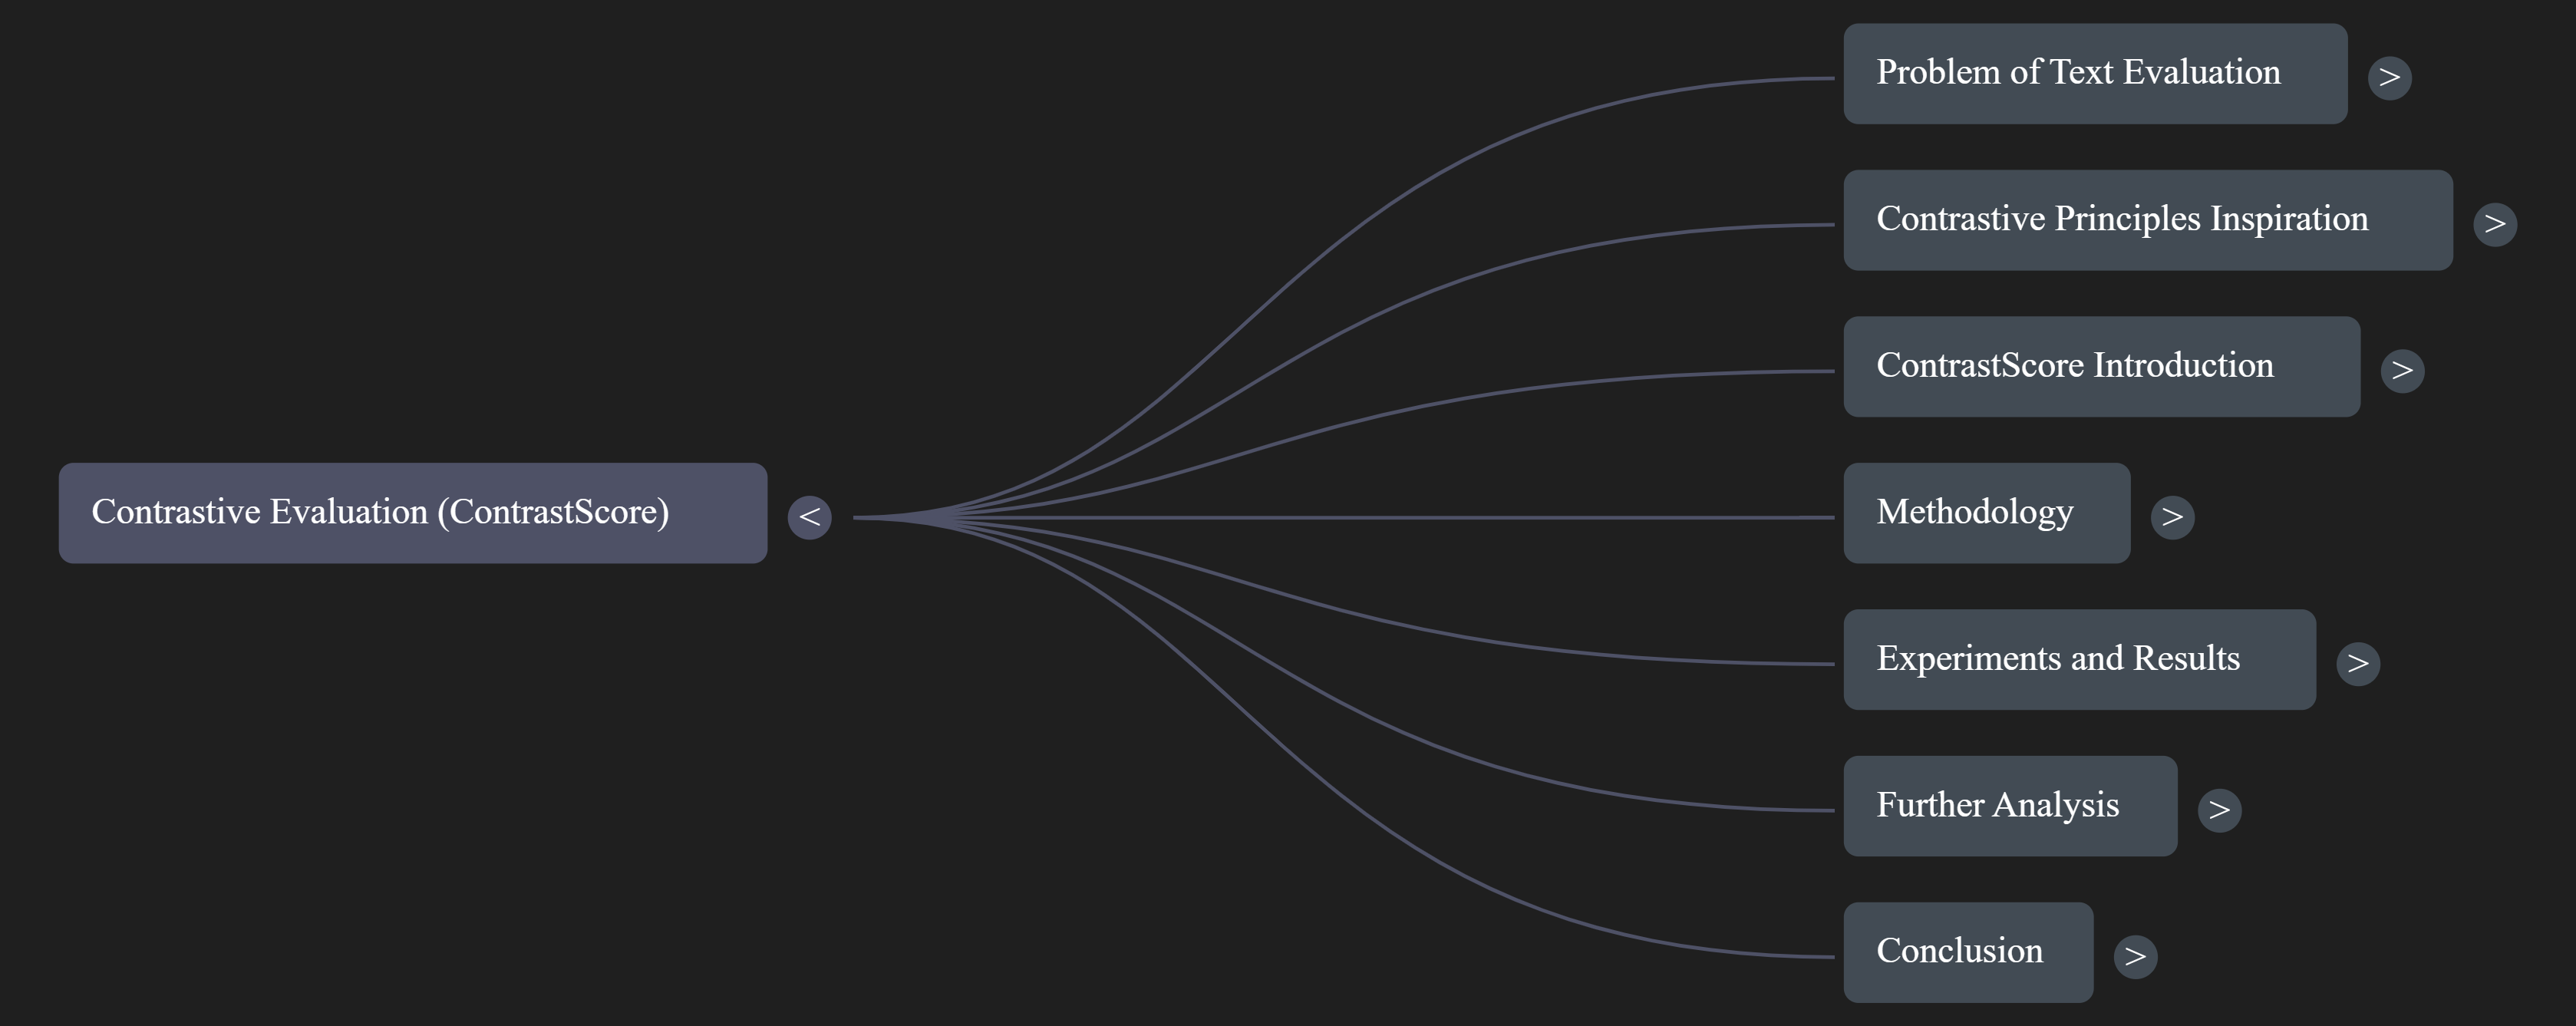 Problem of Text Evaluation >
Contrastive Principles Inspiration >
ContrastScore Introduction >
Contrastive Evaluation (ContrastScore) <
Methodology >
Experiments and Results >
Further Analysis >
Conclusion >